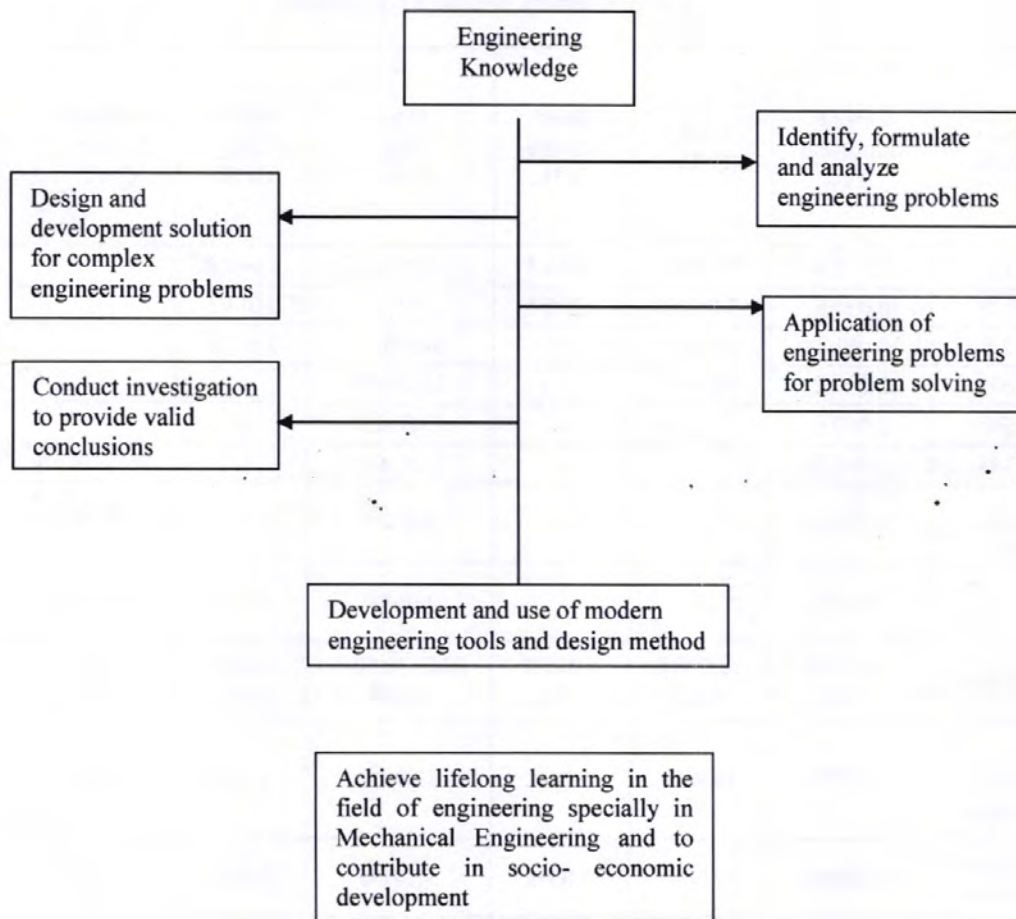 Engineering
Knowledge
Identify, formulate
and analyze
engineering problems
Design and
development solution
for complex
engineering problems
Application of
engineering problems
for problem solving
Conduct investigation
to provide valid
conclusions
Development and use of modern
engineering tools and design method
Achieve lifelong learning in the
field of engineering specially in
Mechanical Engineering and to
contribute in socio- economic
development